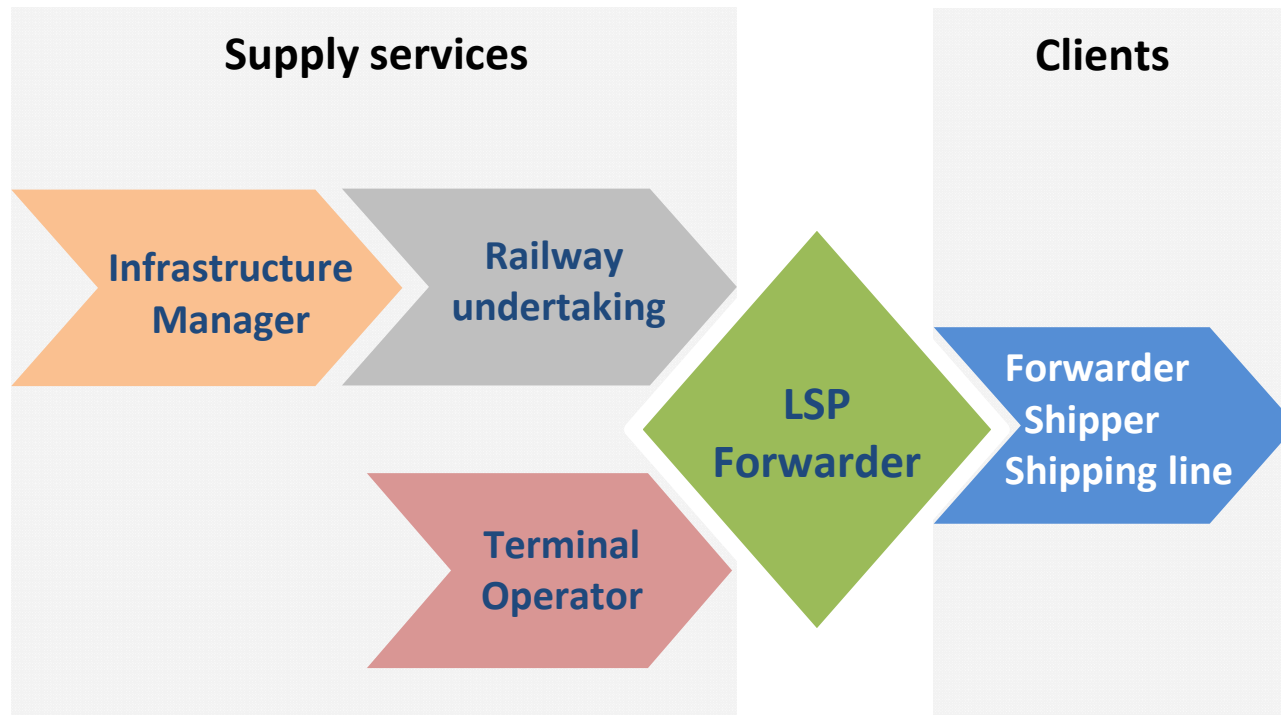 Supply services
Clients
Infrastructure
Manager
Railway
undertaking
LSP
Forwarder
Forwarder
Shipper
Shipping line
Terminal
Operator